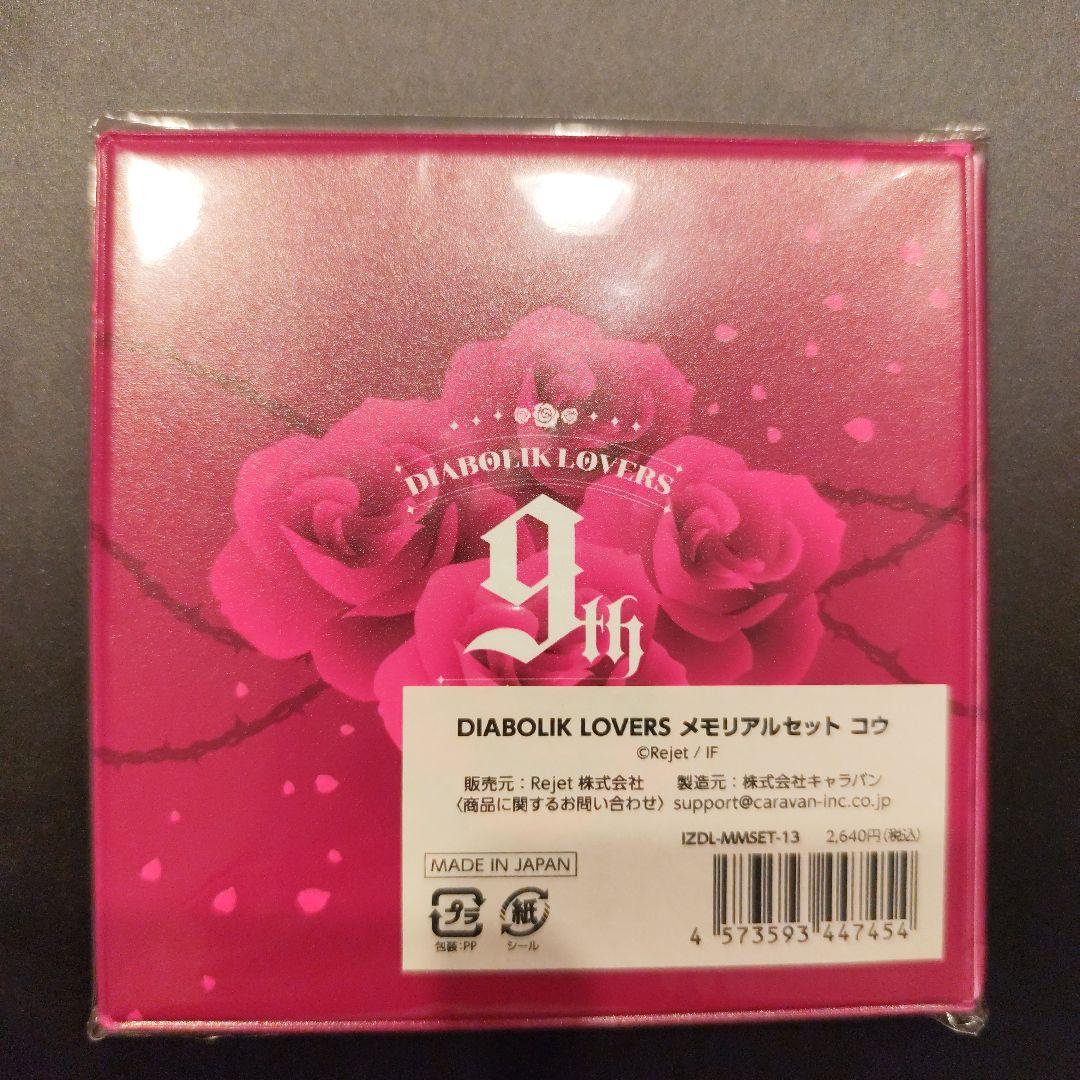 DIABOLIK LOVERS
9th
DIABOLIK LOVERS メモリアルセット コウ
©Rejet / IF
販売元:Rejet 株式会社 製造元:株式会社キャラバン
〈商品に関するお問い合わせ〉support@caravan-inc.co.jp
IZDL-MMSET-13 2,640円(税込)
MADE IN JAPAN
プラ
包装:PP
紙
シール
4 573593 447454